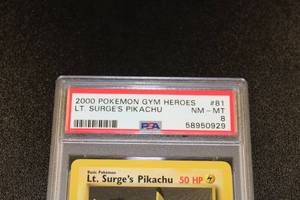 2000 POKEMON GYM HEROES #81
LT. SURGE'S PIKACHU NM-MT
8
PSA 58950929
Basic Pokémon
Lt. Surge's Pikachu 50 HP